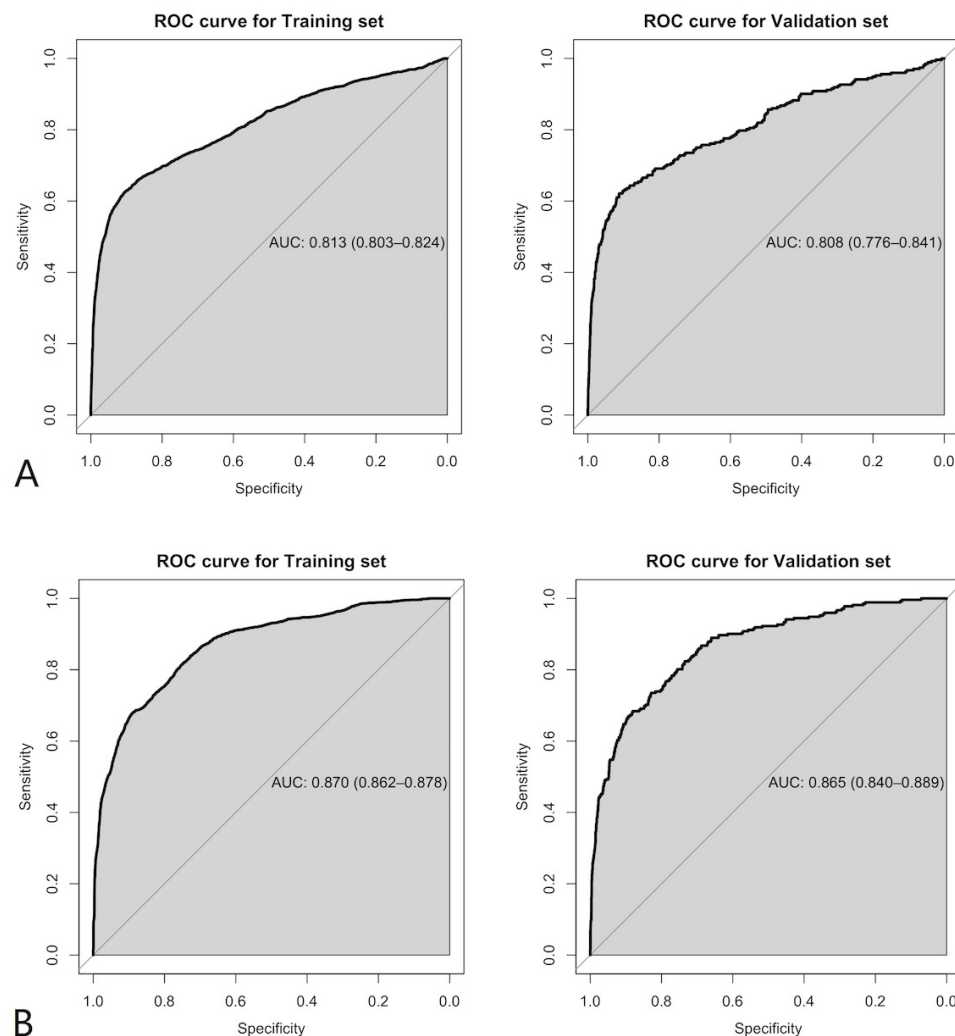 ROC curve for Training set
Sensitivity
1.0
0.8
0.6
0.4
0.2
0.0
AUC: 0.813 (0.803–0.824)
1.0 0.8 0.6 0.4 0.2 0.0
Specificity
ROC curve for Validation set
Sensitivity
1.0
0.8
0.6
0.4
0.2
0.0
AUC: 0.808 (0.776–0.841)
1.0 0.8 0.6 0.4 0.2 0.0
Specificity
A
ROC curve for Training set
Sensitivity
1.0
0.8
0.6
0.4
0.2
0.0
AUC: 0.870 (0.862–0.878)
1.0 0.8 0.6 0.4 0.2 0.0
Specificity
ROC curve for Validation set
Sensitivity
1.0
0.8
0.6
0.4
0.2
0.0
AUC: 0.865 (0.840–0.889)
1.0 0.8 0.6 0.4 0.2 0.0
Specificity
B